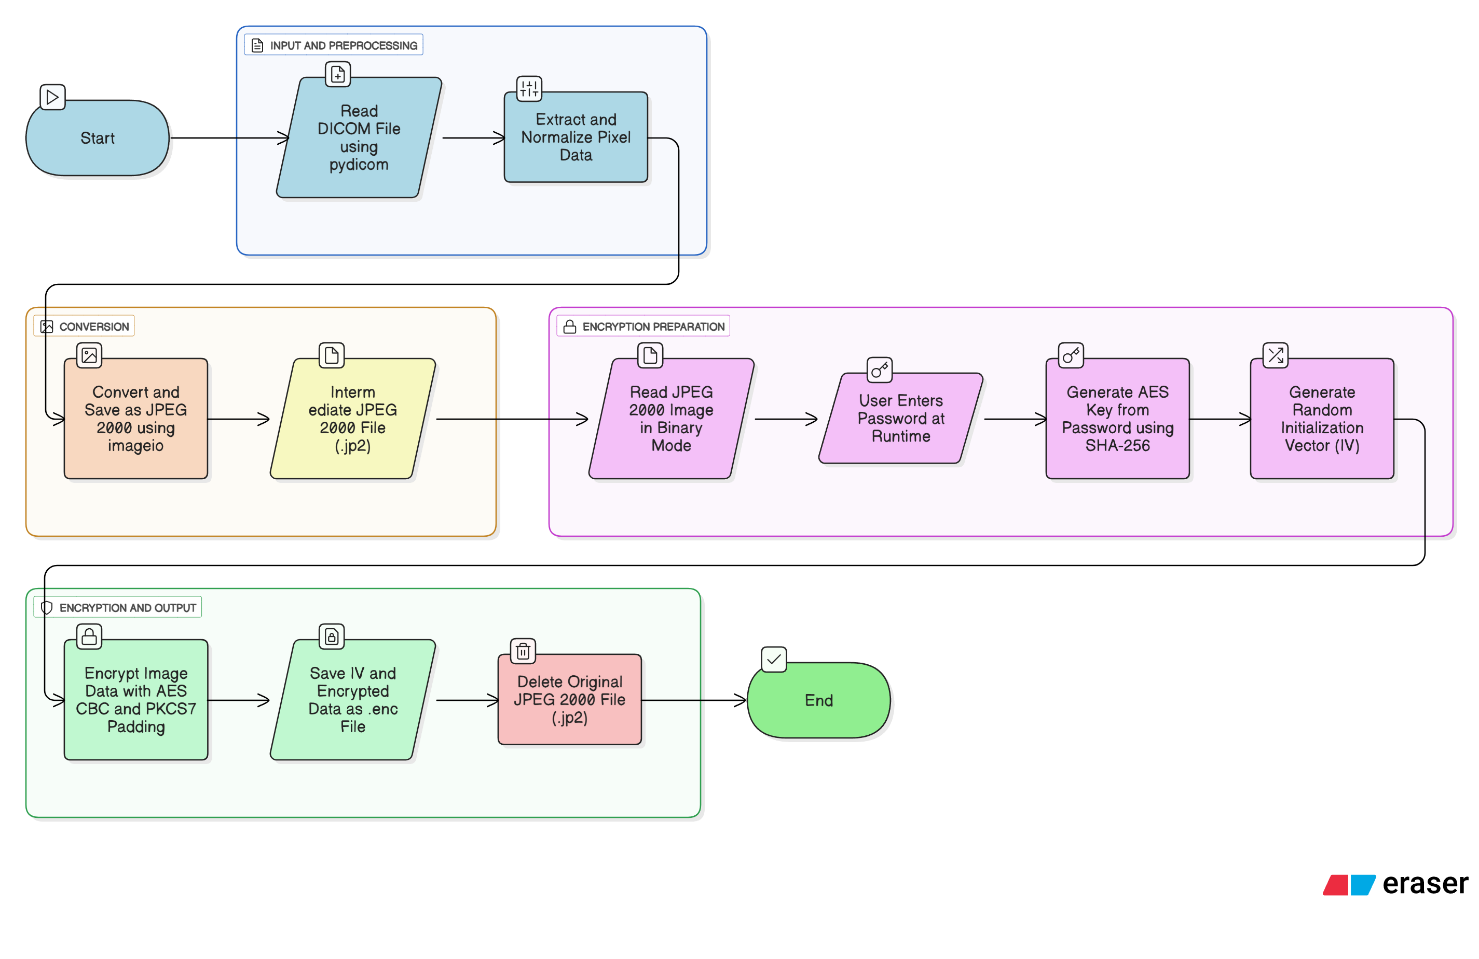 INPUT AND PREPROCESSING
Start
Read
DICOM File
using
pydicom
Extract and
Normalize Pixel
Data
CONVERSION
Convert and
Save as JPEG
2000 using
imageio
Interm
ediate JPEG
2000 File
(.jp2)
ENCRYPTION PREPARATION
Read JPEG
2000 Image
in Binary
Mode
User Enters
Password at
Runtime
Generate AES
Key from
Password using
SHA-256
Generate
Random
Initialization
Vector (IV)
ENCRYPTION AND OUTPUT
Encrypt Image
Data with AES
CBC and PKCS7
Padding
Save IV and
Encrypted
Data as .enc
File
Delete Original
JPEG 2000 File
(.jp2)
End
eraser